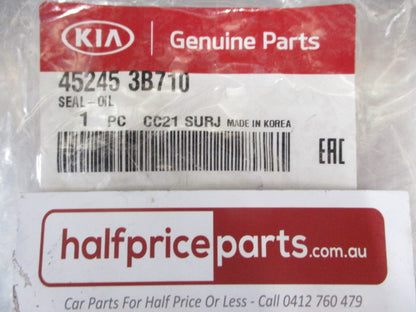 KIA Genuine Parts
45245 3B710
SEAL-OIL
1 PC CC21 SURJ MADE IN KOREA
EAC
halfpriceparts.com.au
Car Parts For Half Price Or Less - Call 0412 760 479